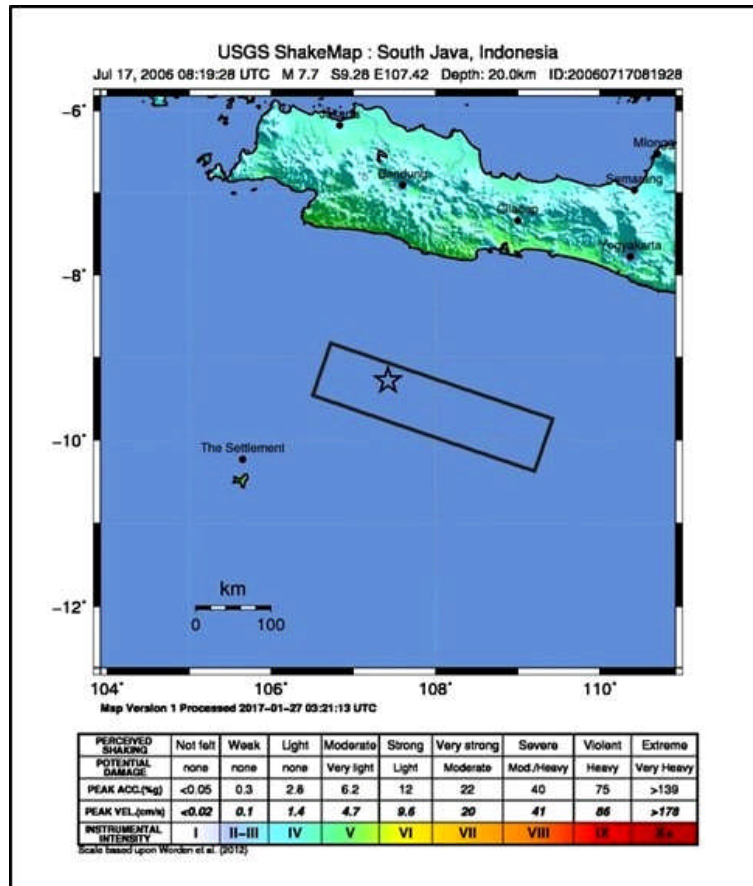 USGS ShakeMap : South Java, Indonesia
Jul 17, 2006 08:19:28 UTC M 7.7 S9.28 E107.42 Depth: 20.0km ID:20060717081928
−6°
Jakarta
Mlonggo
Bandung
Semarang
Cilacap
Yogyakarta
−8°
−10°
The Settlement
km
0 100
−12°
104° 106° 108° 110°
Map Version 1 Processed 2017−01−27 03:21:13 UTC
PERCEIVED SHAKING Not felt Weak Light Moderate Strong Very strong Severe Violent Extreme
POTENTIAL DAMAGE none none none Very light Light Moderate Mod./Heavy Heavy Very Heavy
PEAK ACC.(%g) <0.05 0.3 2.8 6.2 12 22 40 75 >139
PEAK VEL.(cm/s) <0.02 0.1 1.4 4.7 9.6 20 41 86 >178
INSTRUMENTAL INTENSITY I II−III IV V VI VII VIII IX X+
Scale based upon Worden et al. (2012)